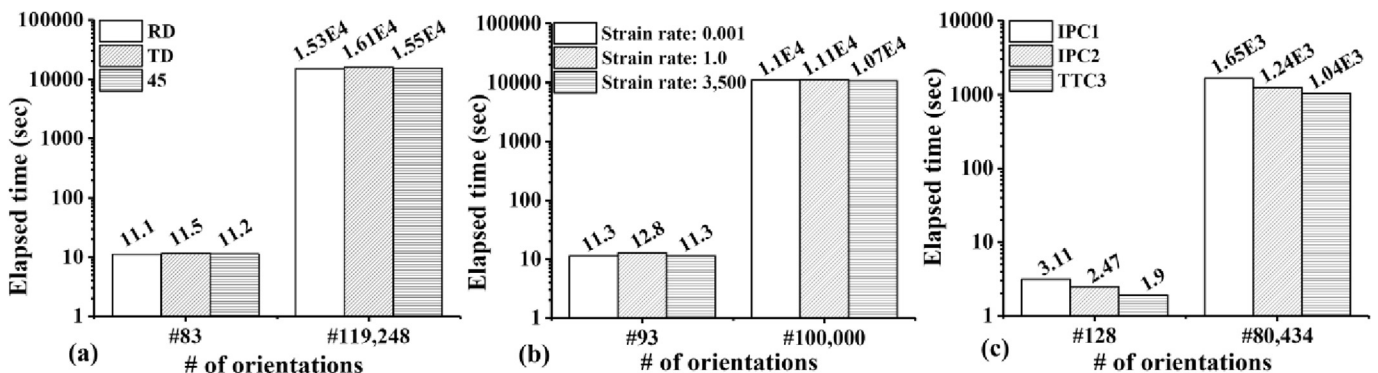 100000
10000
1000
100
10
1
Elapsed time (sec)
RD
TD
45
1.53E4
1.61E4
1.55E4
11.1
11.5
11.2
#83
#119,248
(a)
# of orientations
100000
10000
1000
100
10
1
Elapsed time (sec)
Strain rate: 0.001
Strain rate: 1.0
Strain rate: 3,500
1.1E4
1.11E4
1.07E4
11.3
12.8
11.3
#93
#100,000
(b)
# of orientations
10000
1000
100
10
1
Elapsed time (sec)
IPC1
IPC2
TTC3
1.65E3
1.24E3
1.04E3
3.11
2.47
1.9
#128
#80,434
(c)
# of orientations